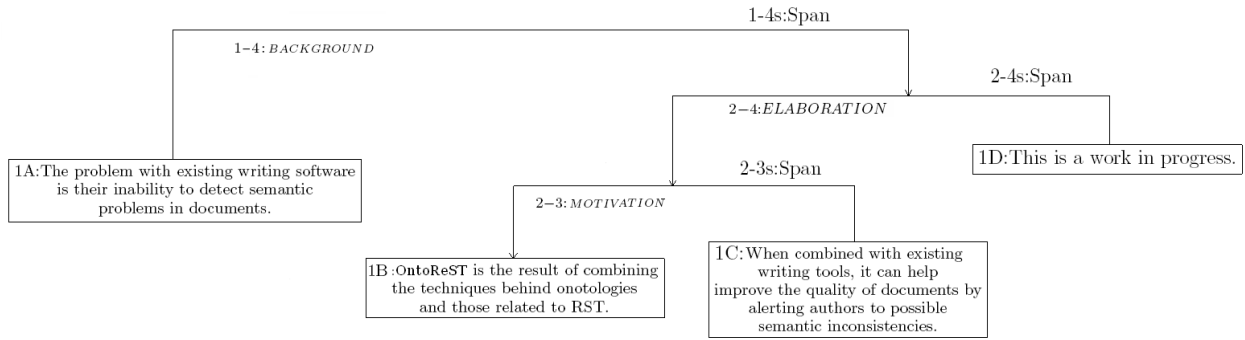 1-4s:Span
1−4: BACKGROUND
2-4s:Span
2−4:ELABORATION
1A:The problem with existing writing software
is their inability to detect semantic
problems in documents.
1D:This is a work in progress.
2-3s:Span
2−3: MOTIVATION
1B :OntoReST is the result of combining
the techniques behind onotologies
and those related to RST.
1C:When combined with existing
writing tools, it can help
improve the quality of documents by
alerting authors to possible
semantic inconsistencies.